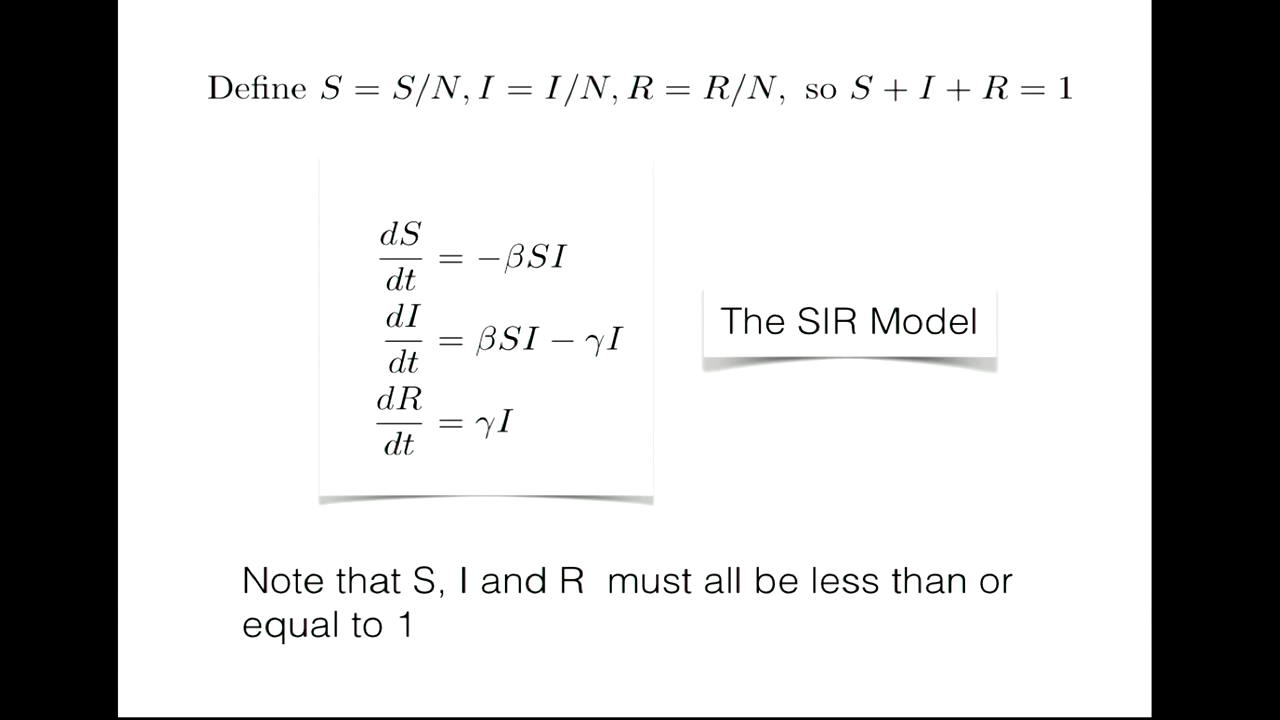 Define S = S/N, I = I/N, R = R/N, so S + I + R = 1
dS/dt = −βSI
dI/dt = βSI − γI
dR/dt = γI
The SIR Model
Note that S, I and R must all be less than or
equal to 1